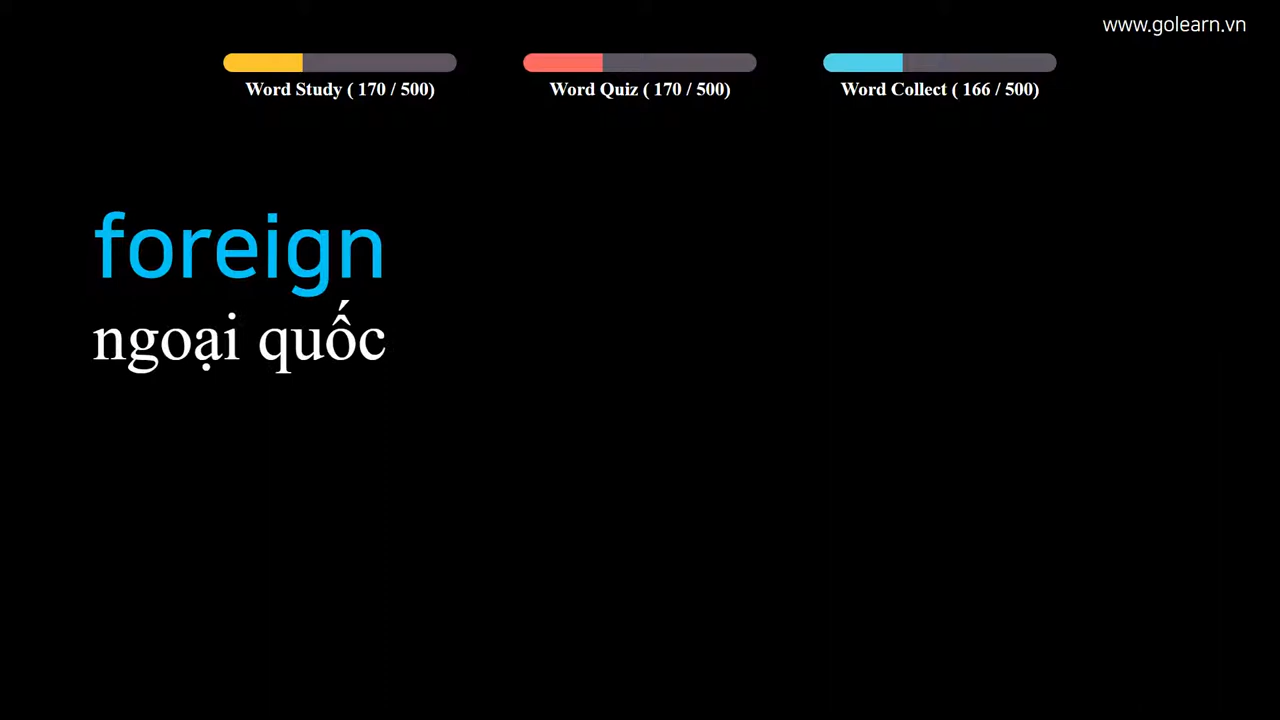 www.golearn.vn
Word Study ( 170 / 500)
Word Quiz ( 170 / 500)
Word Collect ( 166 / 500)
foreign
ngoại quốc